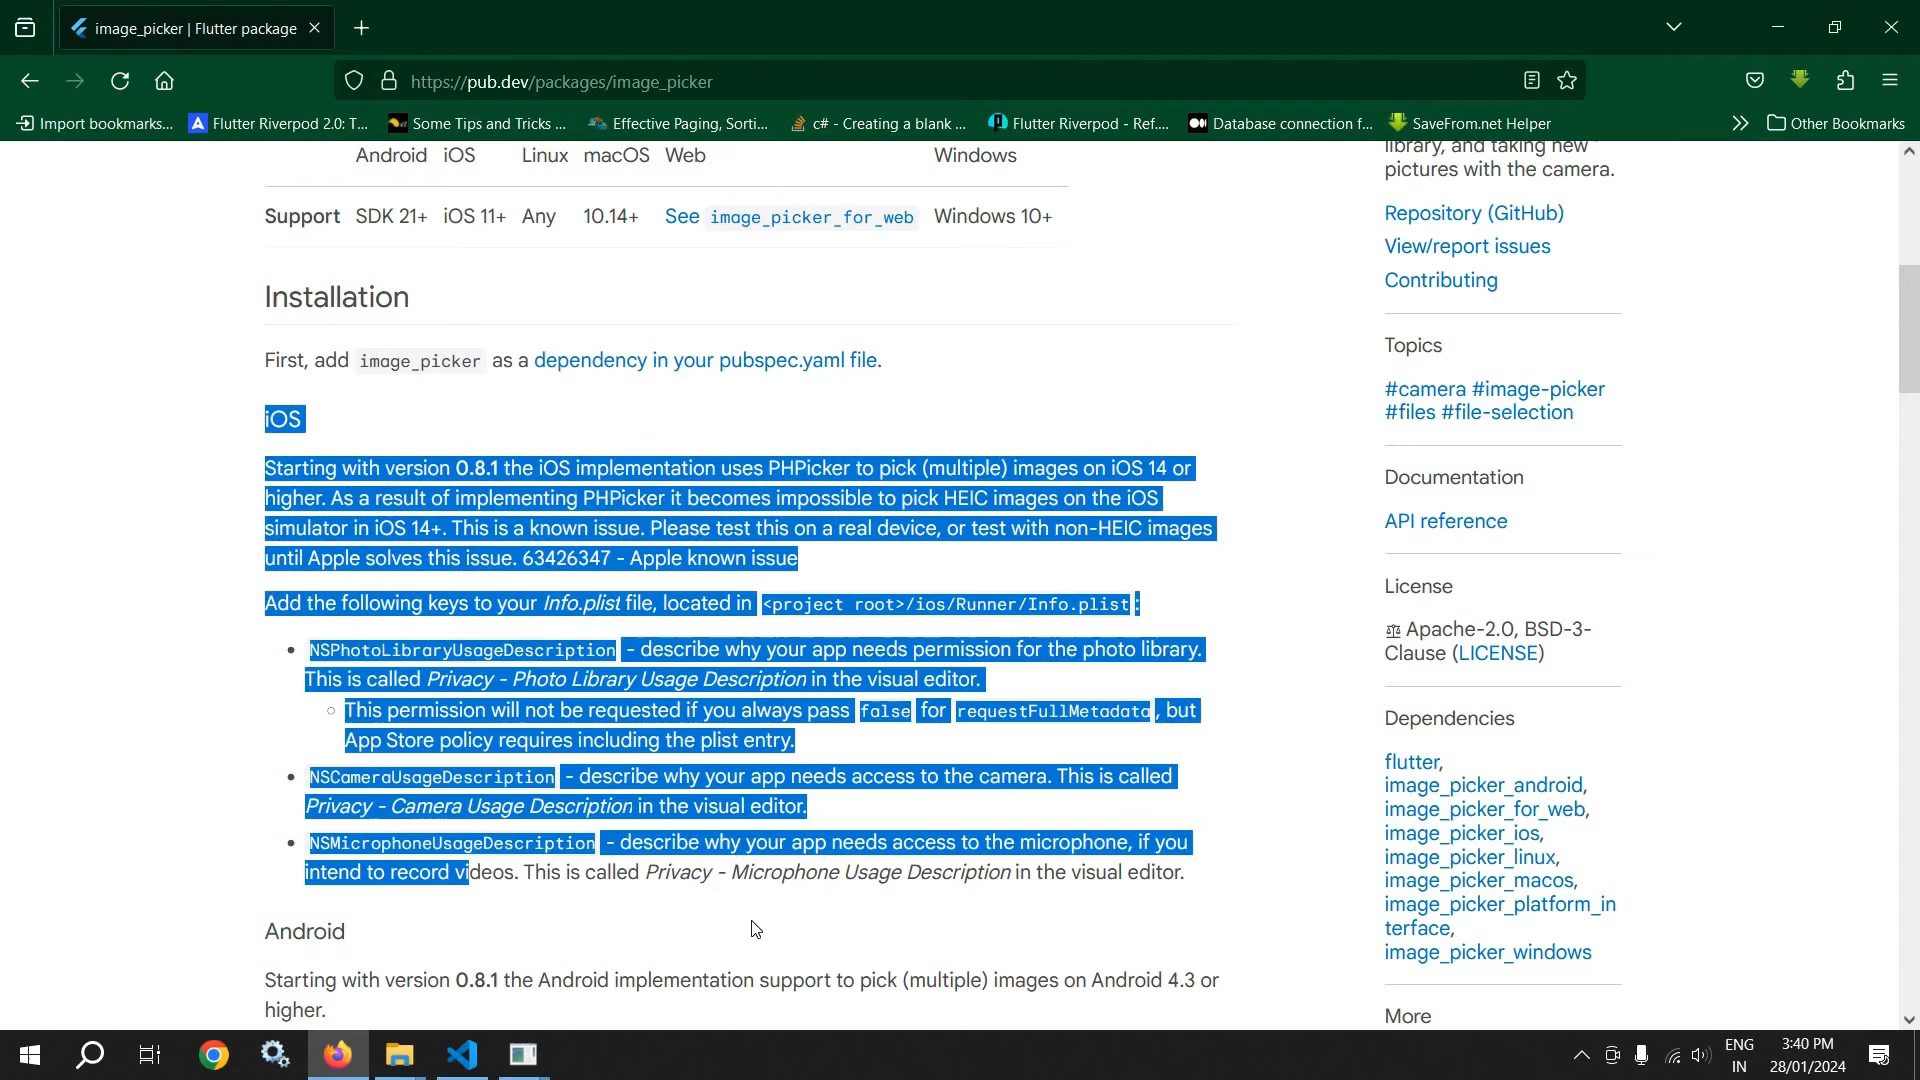 image_picker | Flutter package
https://pub.dev/packages/image_picker
Import bookmarks... Flutter Riverpod 2.0: T... Some Tips and Tricks ... Effective Paging, Sorti... c# - Creating a blank ... Flutter Riverpod - Ref.... Database connection f... SaveFrom.net Helper Other Bookmarks
Android iOS Linux macOS Web Windows
Support SDK 21+ iOS 11+ Any 10.14+ See image_picker_for_web Windows 10+
Installation
First, add image_picker as a dependency in your pubspec.yaml file.
iOS
Starting with version 0.8.1 the iOS implementation uses PHPicker to pick (multiple) images on iOS 14 or
higher. As a result of implementing PHPicker it becomes impossible to pick HEIC images on the iOS
simulator in iOS 14+. This is a known issue. Please test this on a real device, or test with non-HEIC images
until Apple solves this issue. 63426347 - Apple known issue
Add the following keys to your Info.plist file, located in <project root>/ios/Runner/Info.plist :
NSPhotoLibraryUsageDescription - describe why your app needs permission for the photo library.
This is called Privacy - Photo Library Usage Description in the visual editor.
This permission will not be requested if you always pass false for requestFullMetadata , but
App Store policy requires including the plist entry.
NSCameraUsageDescription - describe why your app needs access to the camera. This is called
Privacy - Camera Usage Description in the visual editor.
NSMicrophoneUsageDescription - describe why your app needs access to the microphone, if you
intend to record videos. This is called Privacy - Microphone Usage Description in the visual editor.
Android
Starting with version 0.8.1 the Android implementation support to pick (multiple) images on Android 4.3 or
higher.
library, and taking new
pictures with the camera.
Repository (GitHub)
View/report issues
Contributing
Topics
#camera #image-picker
#files #file-selection
Documentation
API reference
License
Apache-2.0, BSD-3-
Clause (LICENSE)
Dependencies
flutter,
image_picker_android,
image_picker_for_web,
image_picker_ios,
image_picker_linux,
image_picker_macos,
image_picker_platform_in
terface,
image_picker_windows
More
ENG
IN
3:40 PM
28/01/2024